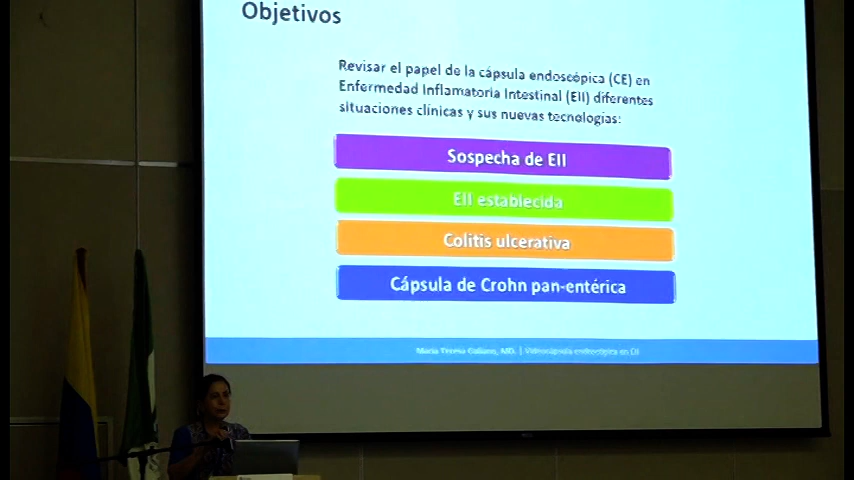 Objetivos
Revisar el papel de la cápsula endoscópica (CE) en
Enfermedad Inflamatoria Intestinal (EII) diferentes
situaciones clínicas y sus nuevas tecnologías:
Sospecha de EII
EII establecida
Colitis ulcerativa
Cápsula de Crohn pan-entérica
María Teresa Galiano, MD. | Videocápsula endoscópica en EII